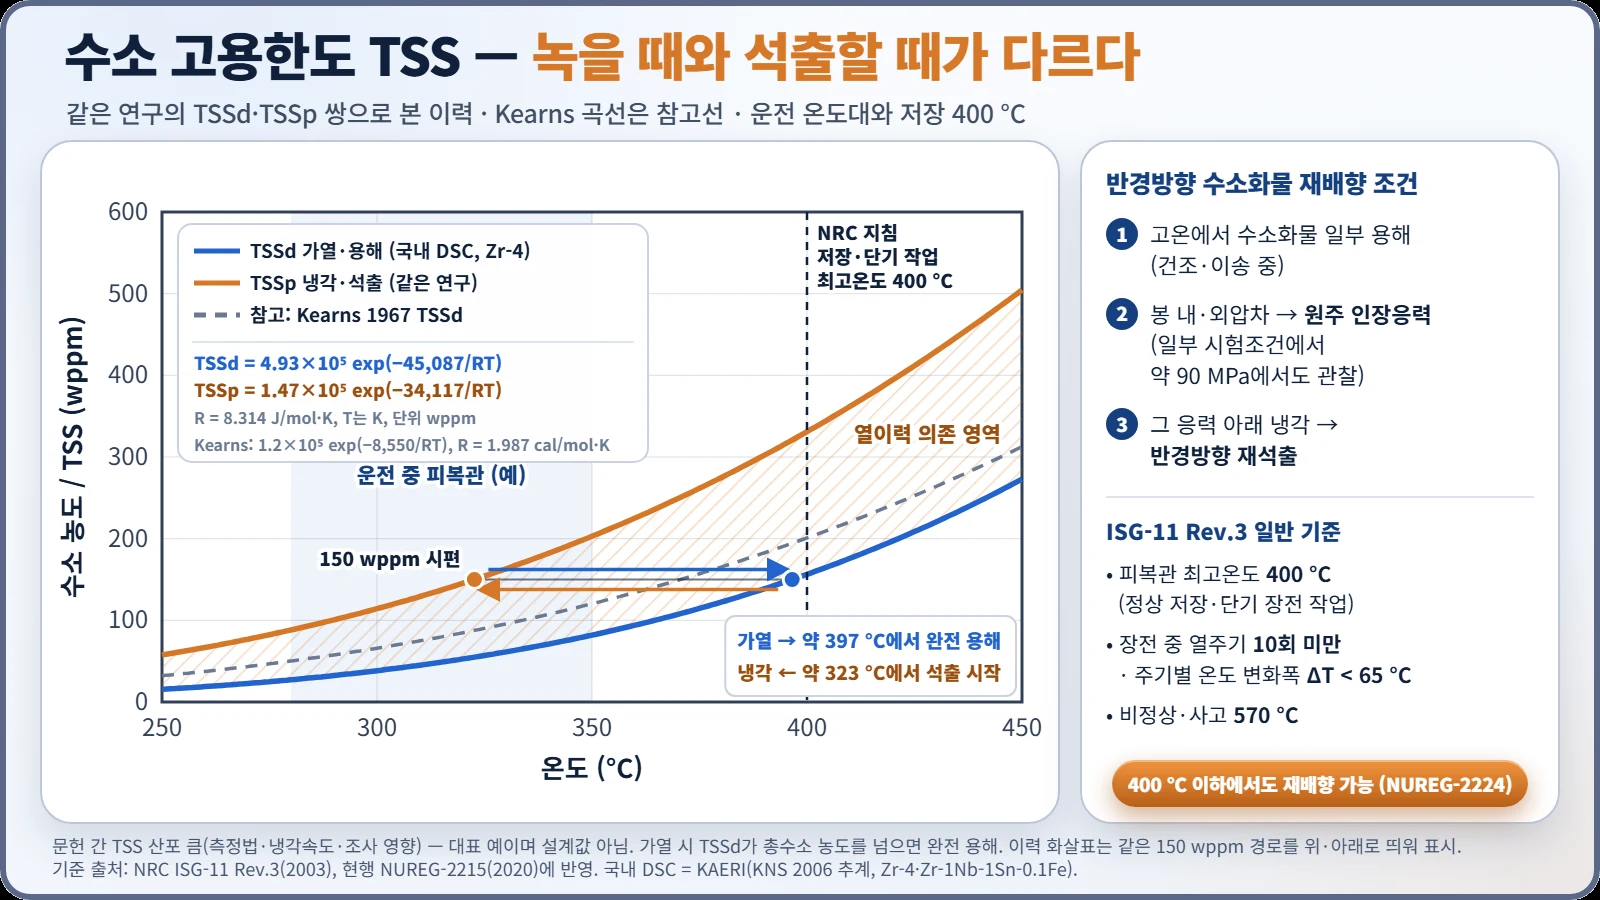 수소 고용한도 TSS — 녹을 때와 석출할 때가 다르다
같은 연구의 TSSd·TSSp 쌍으로 본 이력 · Kearns 곡선은 참고선 · 운전 온도대와 저장 400 °C
수소 농도 / TSS (wppm)
600
500
400
300
200
100
0
250
300
350
400
450
온도 (°C)
TSSd 가열·용해 (국내 DSC, Zr-4)
TSSp 냉각·석출 (같은 연구)
참고: Kearns 1967 TSSd
TSSd = 4.93×10⁵ exp(−45,087/RT)
TSSp = 1.47×10⁵ exp(−34,117/RT)
R = 8.314 J/mol·K, T는 K, 단위 wppm
Kearns: 1.2×10⁵ exp(−8,550/RT), R = 1.987 cal/mol·K
운전 중 피복관 (예)
NRC 지침
저장·단기 작업
최고온도 400 °C
열이력 의존 영역
150 wppm 시편
가열 → 약 397 °C에서 완전 용해
냉각 ← 약 323 °C에서 석출 시작
반경방향 수소화물 재배향 조건
1 고온에서 수소화물 일부 용해
(건조·이송 중)
2 봉 내·외압차 → 원주 인장응력
(일부 시험조건에서
약 90 MPa에서도 관찰)
3 그 응력 아래 냉각 →
반경방향 재석출
ISG-11 Rev.3 일반 기준
• 피복관 최고온도 400 °C
(정상 저장·단기 장전 작업)
• 장전 중 열주기 10회 미만
· 주기별 온도 변화폭 ΔT < 65 °C
• 비정상·사고 570 °C
400 °C 이하에서도 재배향 가능 (NUREG-2224)
문헌 간 TSS 산포 큼(측정법·냉각속도·조사 영향) — 대표 예이며 설계값 아님. 가열 시 TSSd가 총수소 농도를 넘으면 완전 용해. 이력 화살표는 같은 150 wppm 경로를 위·아래로 띄워 표시.
기준 출처: NRC ISG-11 Rev.3(2003), 현행 NUREG-2215(2020)에 반영. 국내 DSC = KAERI(KNS 2006 추계, Zr-4·Zr-1Nb-1Sn-0.1Fe).